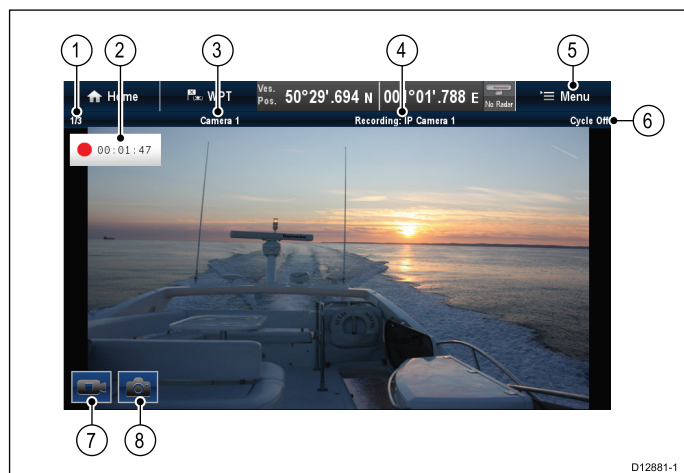 1 2 3 4 5
Home WPT Ves. Pos. 50°29'.694 N 001°01'.788 E No Radar Menu
1/3 Camera 1 Recording: IP Camera 1 Cycle Off 6
00:01:47
7 8
D12881-1